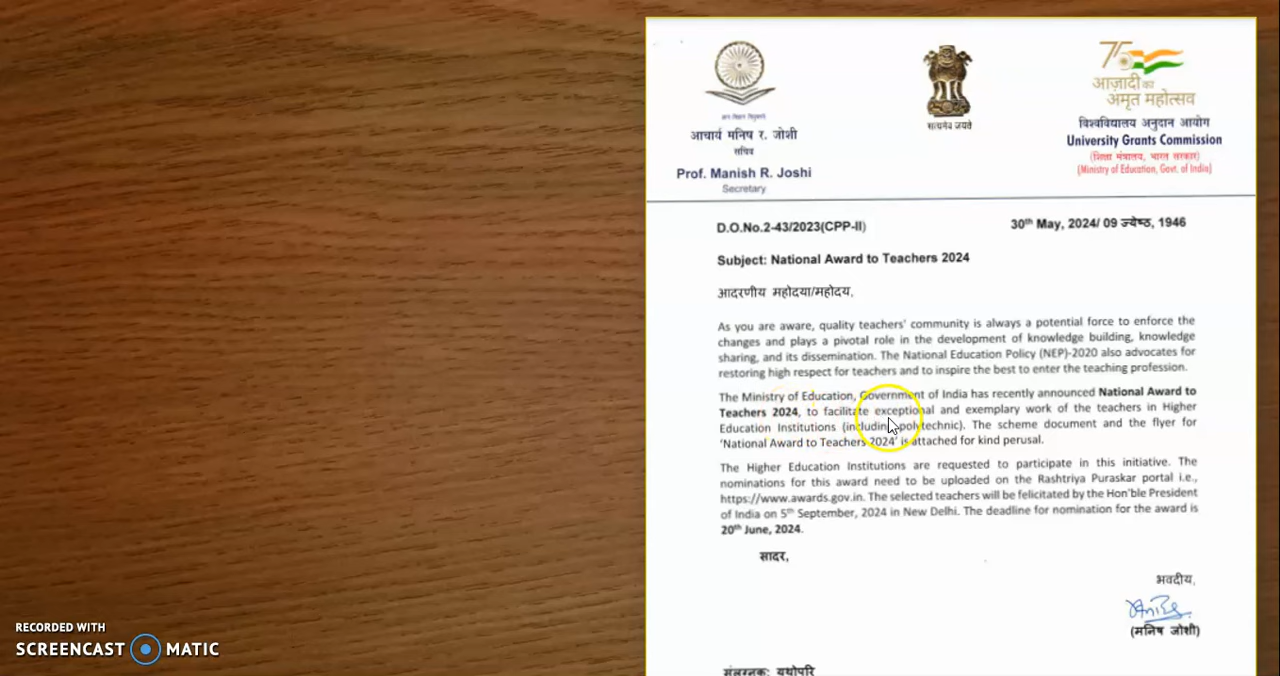 ज्ञान विज्ञान विमुक्तये
आचार्य मनिष र. जोशी
सचिव
Prof. Manish R. Joshi
Secretary
सत्यमेव जयते
75
आज़ादी का
अमृत महोत्सव
विश्वविद्यालय अनुदान आयोग
University Grants Commission
(शिक्षा मंत्रालय, भारत सरकार)
(Ministry of Education, Govt. of India)
D.O.No.2-43/2023(CPP-II)
30th May, 2024/ 09 ज्येष्ठ, 1946
Subject: National Award to Teachers 2024
आदरणीय महोदया/महोदय,
As you are aware, quality teachers' community is always a potential force to enforce the
changes and plays a pivotal role in the development of knowledge building, knowledge
sharing, and its dissemination. The National Education Policy (NEP)-2020 also advocates for
restoring high respect for teachers and to inspire the best to enter the teaching profession.
The Ministry of Education, Government of India has recently announced National Award to
Teachers 2024, to facilitate exceptional and exemplary work of the teachers in Higher
Education Institutions (including polytechnic). The scheme document and the flyer for
'National Award to Teachers 2024' is attached for kind perusal.
The Higher Education Institutions are requested to participate in this initiative. The
nominations for this award need to be uploaded on the Rashtriya Puraskar portal i.e.,
https://www.awards.gov.in. The selected teachers will be felicitated by the Hon'ble President
of India on 5th September, 2024 in New Delhi. The deadline for nomination for the award is
20th June, 2024.
सादर,
भवदीय,
(मनिष जोशी)
संलग्नक: यथोपरि
RECORDED WITH
SCREENCAST MATIC